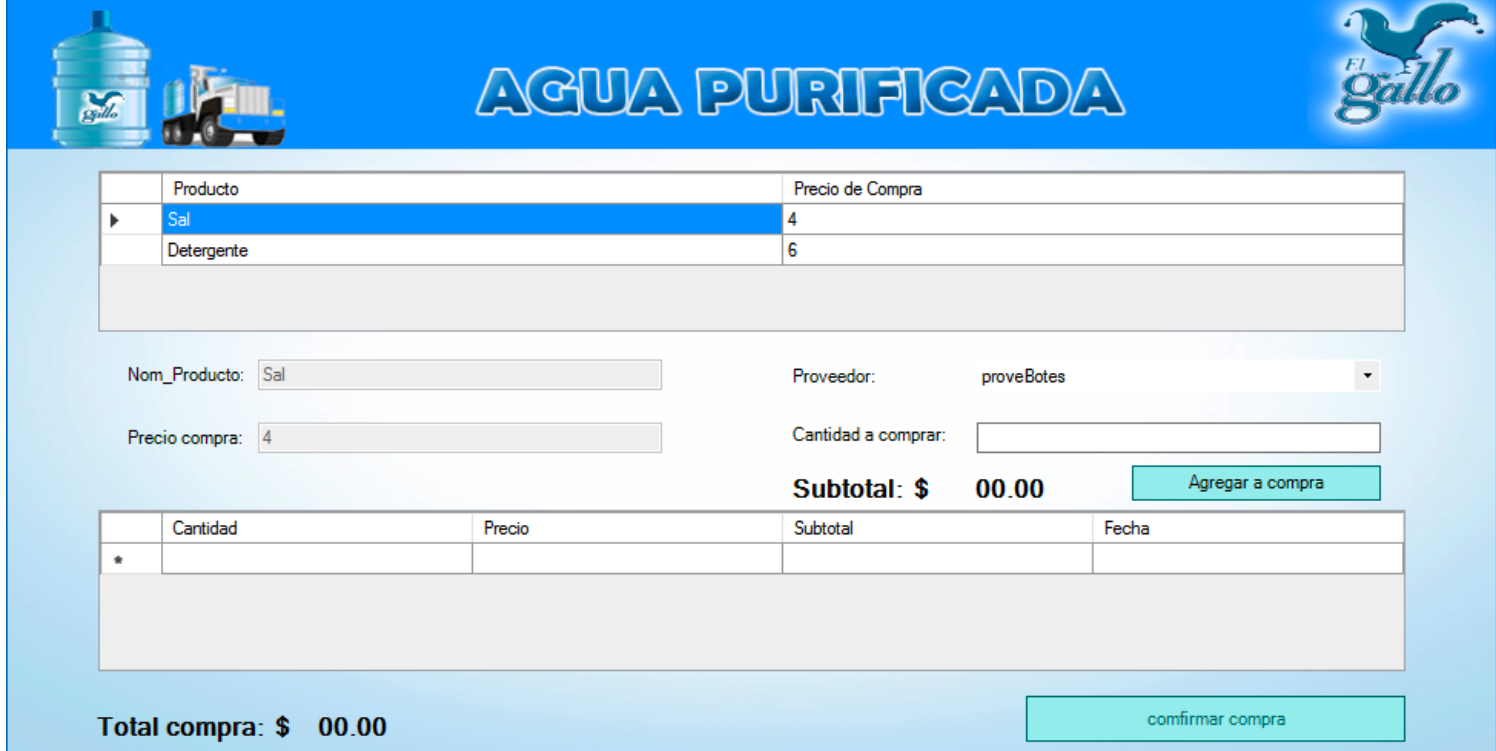 AGUA PURIFICADA
El gallo
gallo
Producto Precio de Compra
Sal 4
Detergente 6
Nom_Producto: Sal Proveedor: proveBotes
Precio compra: 4 Cantidad a comprar:
Subtotal: $ 00.00 Agregar a compra
Cantidad Precio Subtotal Fecha
*
Total compra: $ 00.00 comfirmar compra